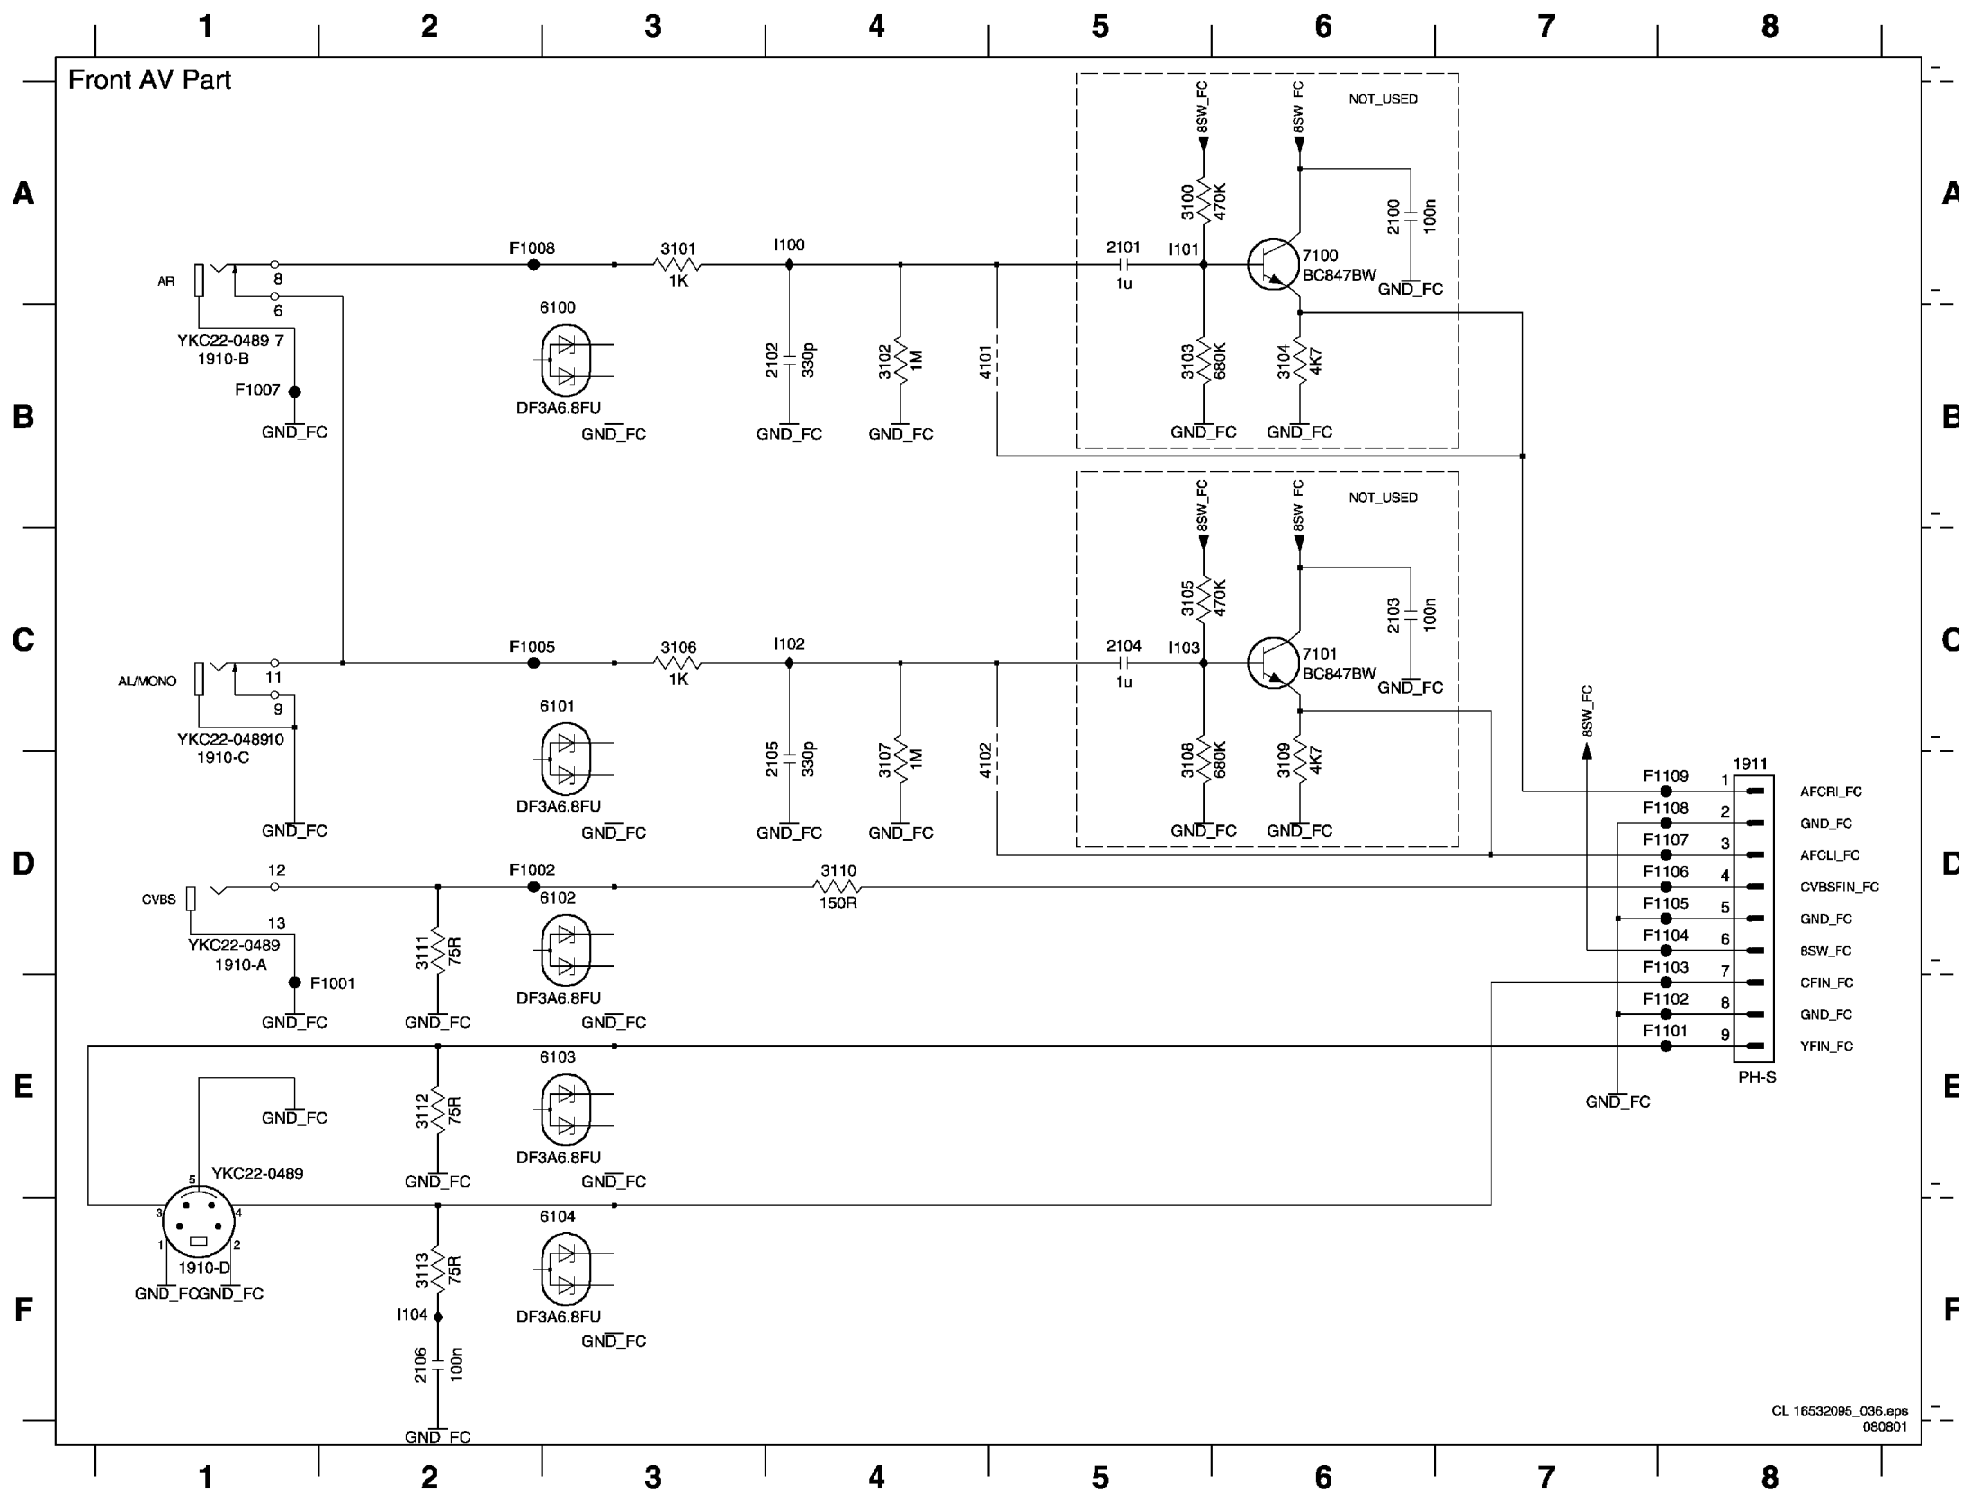 1 2 3 4 5 6 7 8
Front AV Part
A A
B B
C C
D D
E E
F F
8SW_FC
8SW_FC
NOT_USED
3100
470K
2100
100n
AR
8
6
YKC22-0489 7
1910-B
F1007
GND_FC
F1008
3101
1K
I100
2101
1u
I101
7100
BC847BW
GND_FC
6100
DF3A6.8FU
GND_FC
2102
330p
GND_FC
3102
1M
GND_FC
4101
3103
680K
GND_FC
3104
4K7
GND_FC
8SW_FC
8SW_FC
NOT_USED
3105
470K
2103
100n
AL/MONO
11
9
YKC22-048910
1910-C
GND_FC
F1005
3106
1K
I102
2104
1u
I103
7101
BC847BW
GND_FC
6101
DF3A6.8FU
GND_FC
2105
330p
GND_FC
3107
1M
GND_FC
4102
3108
680K
GND_FC
3109
4K7
GND_FC
8SW_FC
1911
F1109 1 AFCRI_FC
F1108 2 GND_FC
F1107 3 AFCLI_FC
F1106 4 CVBSFIN_FC
F1105 5 GND_FC
F1104 6 8SW_FC
F1103 7 CFIN_FC
F1102 8 GND_FC
F1101 9 YFIN_FC
PH-S
GND_FC
CVBS
12
13
YKC22-0489
1910-A
F1001
GND_FC
3111
75R
GND_FC
F1002
6102
DF3A6.8FU
GND_FC
3110
150R
GND_FC
3112
75R
GND_FC
6103
DF3A6.8FU
GND_FC
YKC22-0489
5
3
4
1
2
1910-D
GND_FC
GND_FC
3113
75R
I104
2106
100n
GND_FC
6104
DF3A6.8FU
GND_FC
CL 16532095_036.eps
080801
1 2 3 4 5 6 7 8